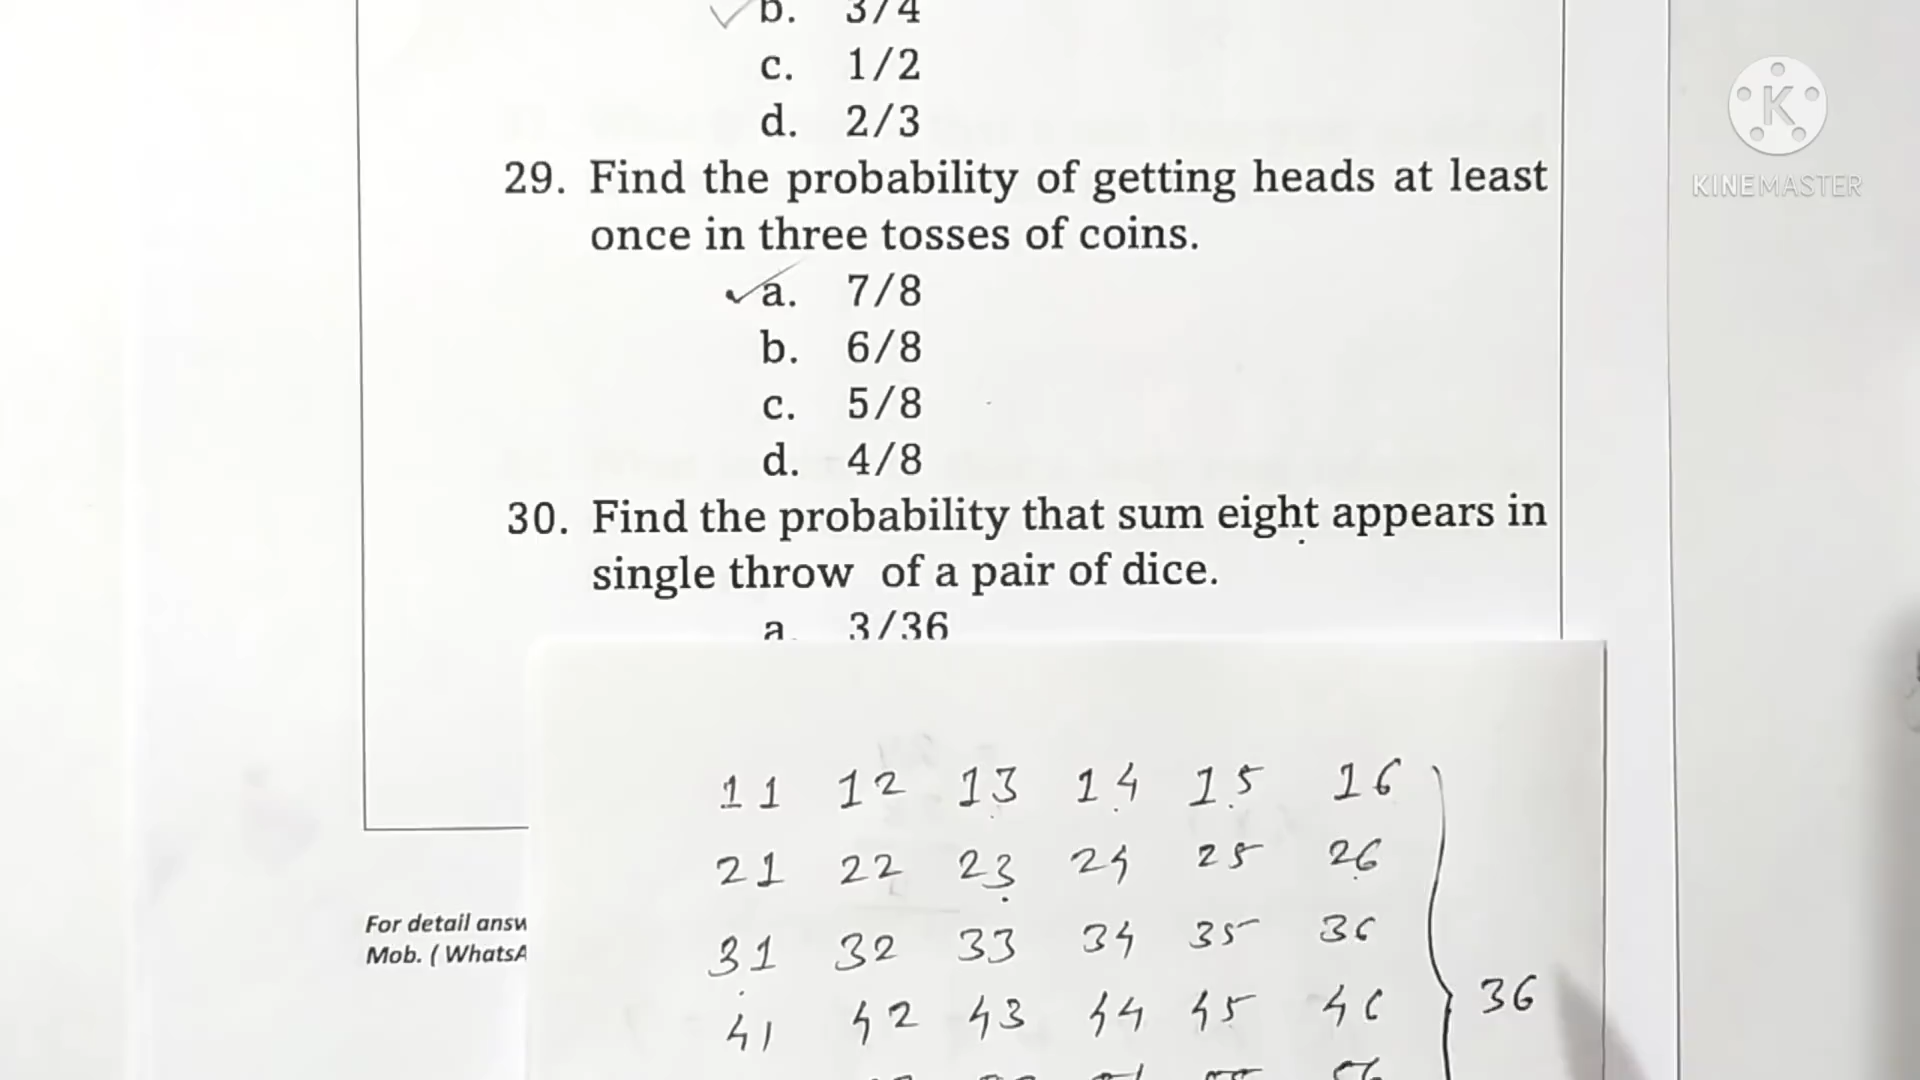 b. 3/4
c. 1/2
d. 2/3
29. Find the probability of getting heads at least
once in three tosses of coins.
a. 7/8
b. 6/8
c. 5/8
d. 4/8
30. Find the probability that sum eight appears in
single throw of a pair of dice.
a. 3/36
11 12 13 14 15 16
21 22 23 24 25 26
31 32 33 34 35 36
41 42 43 44 45 46
36
56
For detail answ
Mob. ( WhatsA
KINEMASTER